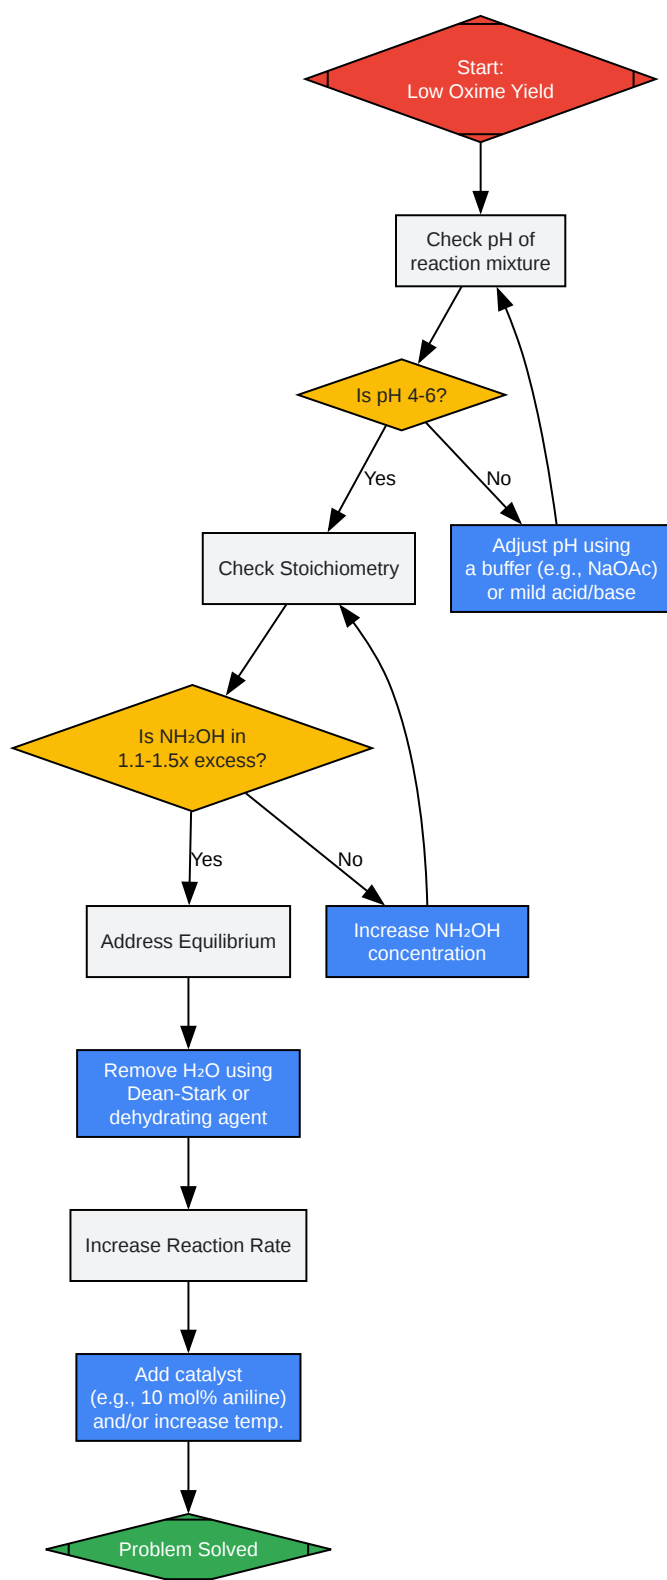 Start:
Low Oxime Yield
Check pH of
reaction mixture
Is pH 4-6?
Yes
No
Check Stoichiometry
Adjust pH using
a buffer (e.g., NaOAc)
or mild acid/base
Is NH₂OH in
1.1-1.5x excess?
Yes
No
Address Equilibrium
Increase NH₂OH
concentration
Remove H₂O using
Dean-Stark or
dehydrating agent
Increase Reaction Rate
Add catalyst
(e.g., 10 mol% aniline)
and/or increase temp.
Problem Solved